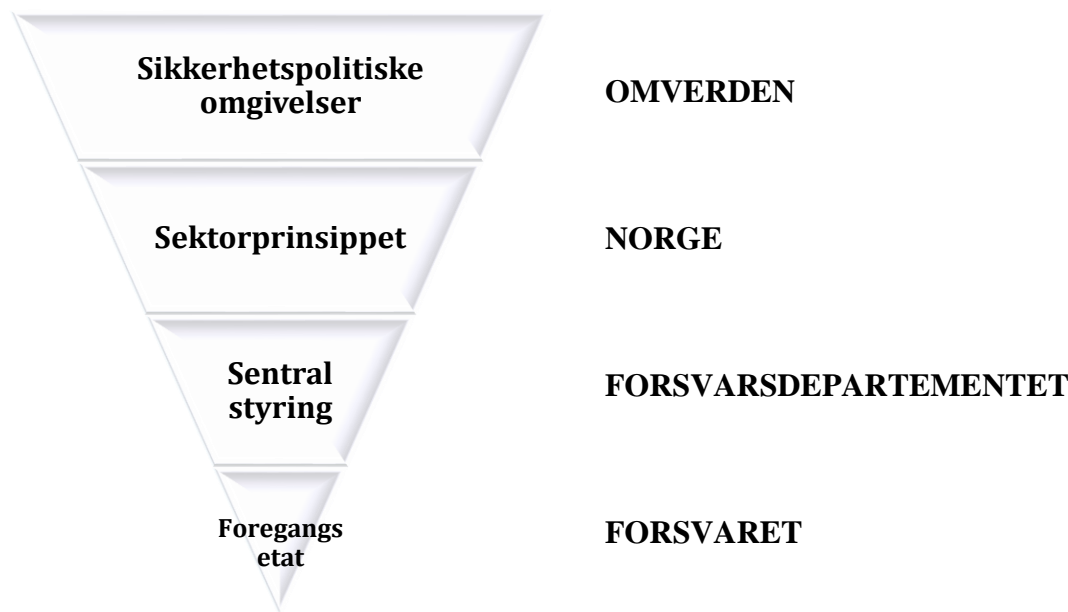 Sikkerhetspolitiske
omgivelser
OMVERDEN
Sektorprinsippet
NORGE
Sentral
styring
FORSVARSDEPARTEMENTET
Foregangs
etat
FORSVARET